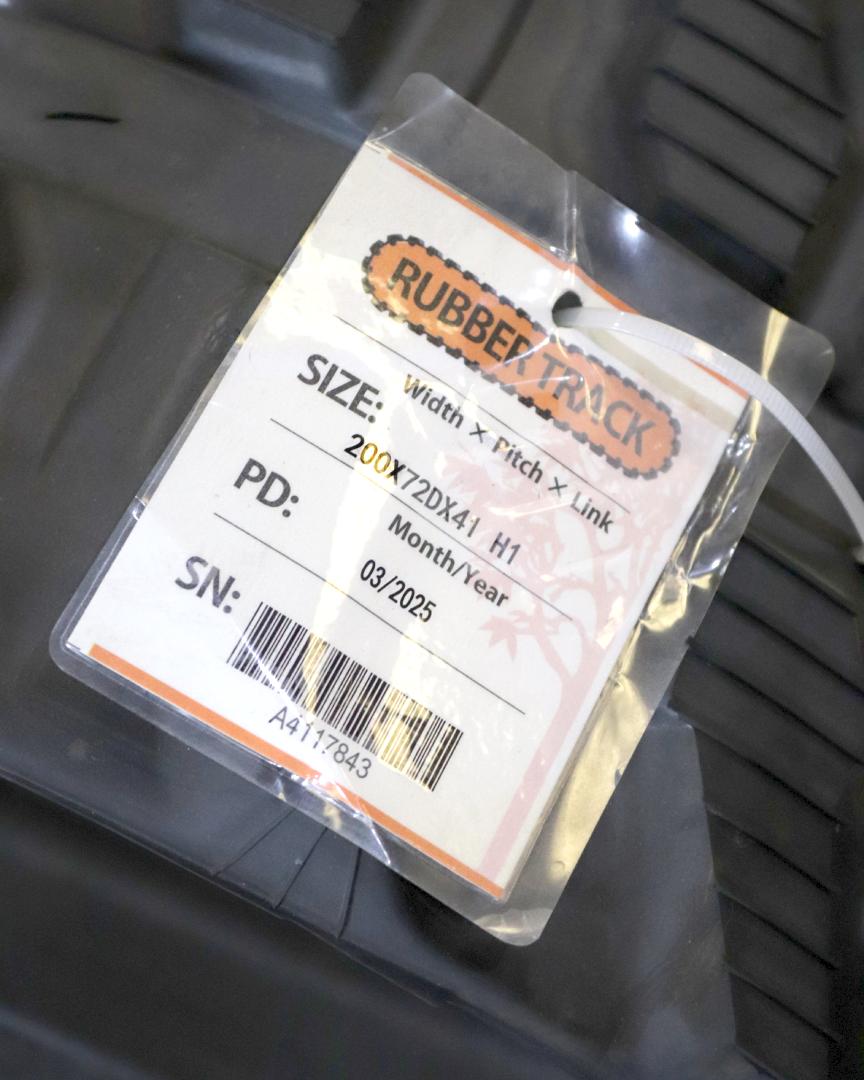 RUBBER TRACK
SIZE: Width X Pitch X Link
200X72DX41 H1
PD: Month/Year
03/2025
SN:
A4117843